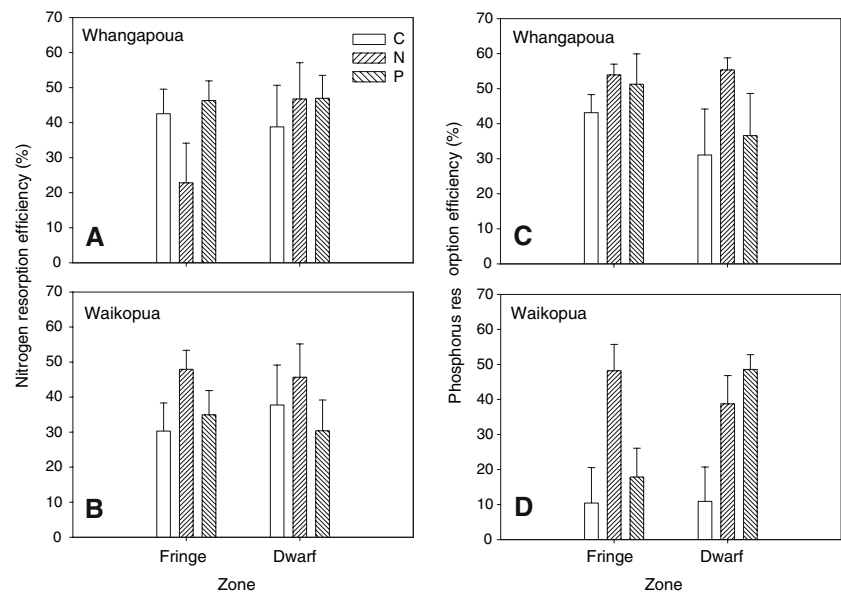 Nitrogen resorption efficiency (%)
70
60
50
40
30
20
10
0
Whangapoua
C
N
P
A
70
60
50
40
30
20
10
0
Waikopua
B
Fringe Dwarf
Zone
Phosphorus res orption efficiency (%)
70
60
50
40
30
20
10
0
Whangapoua
C
70
60
50
40
30
20
10
0
Waikopua
D
Fringe Dwarf
Zone